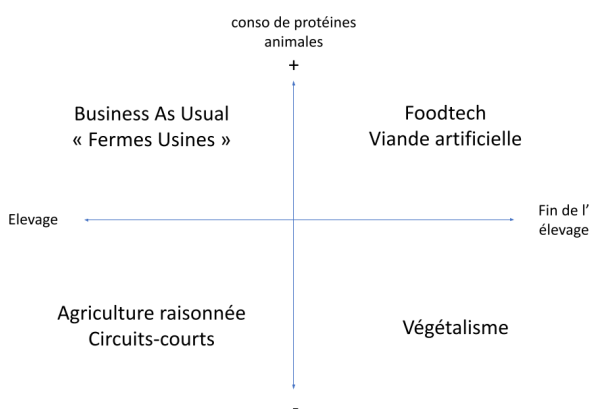 conso de protéines
animales
+
Business As Usual
« Fermes Usines »
Foodtech
Viande artificielle
Elevage
Fin de l’
élevage
Agriculture raisonnée
Circuits-courts
Végétalisme
-